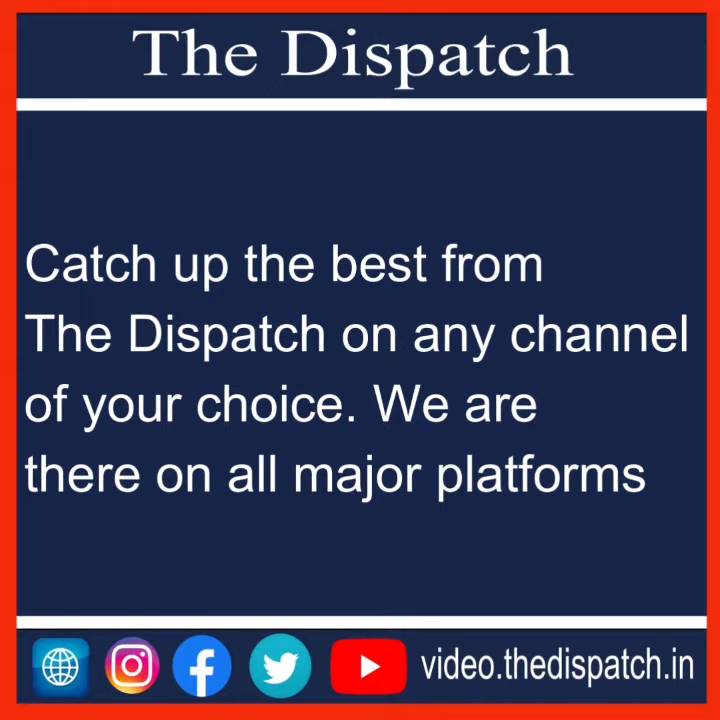 The Dispatch
Catch up the best from
The Dispatch on any channel
of your choice. We are
there on all major platforms
video.thedispatch.in